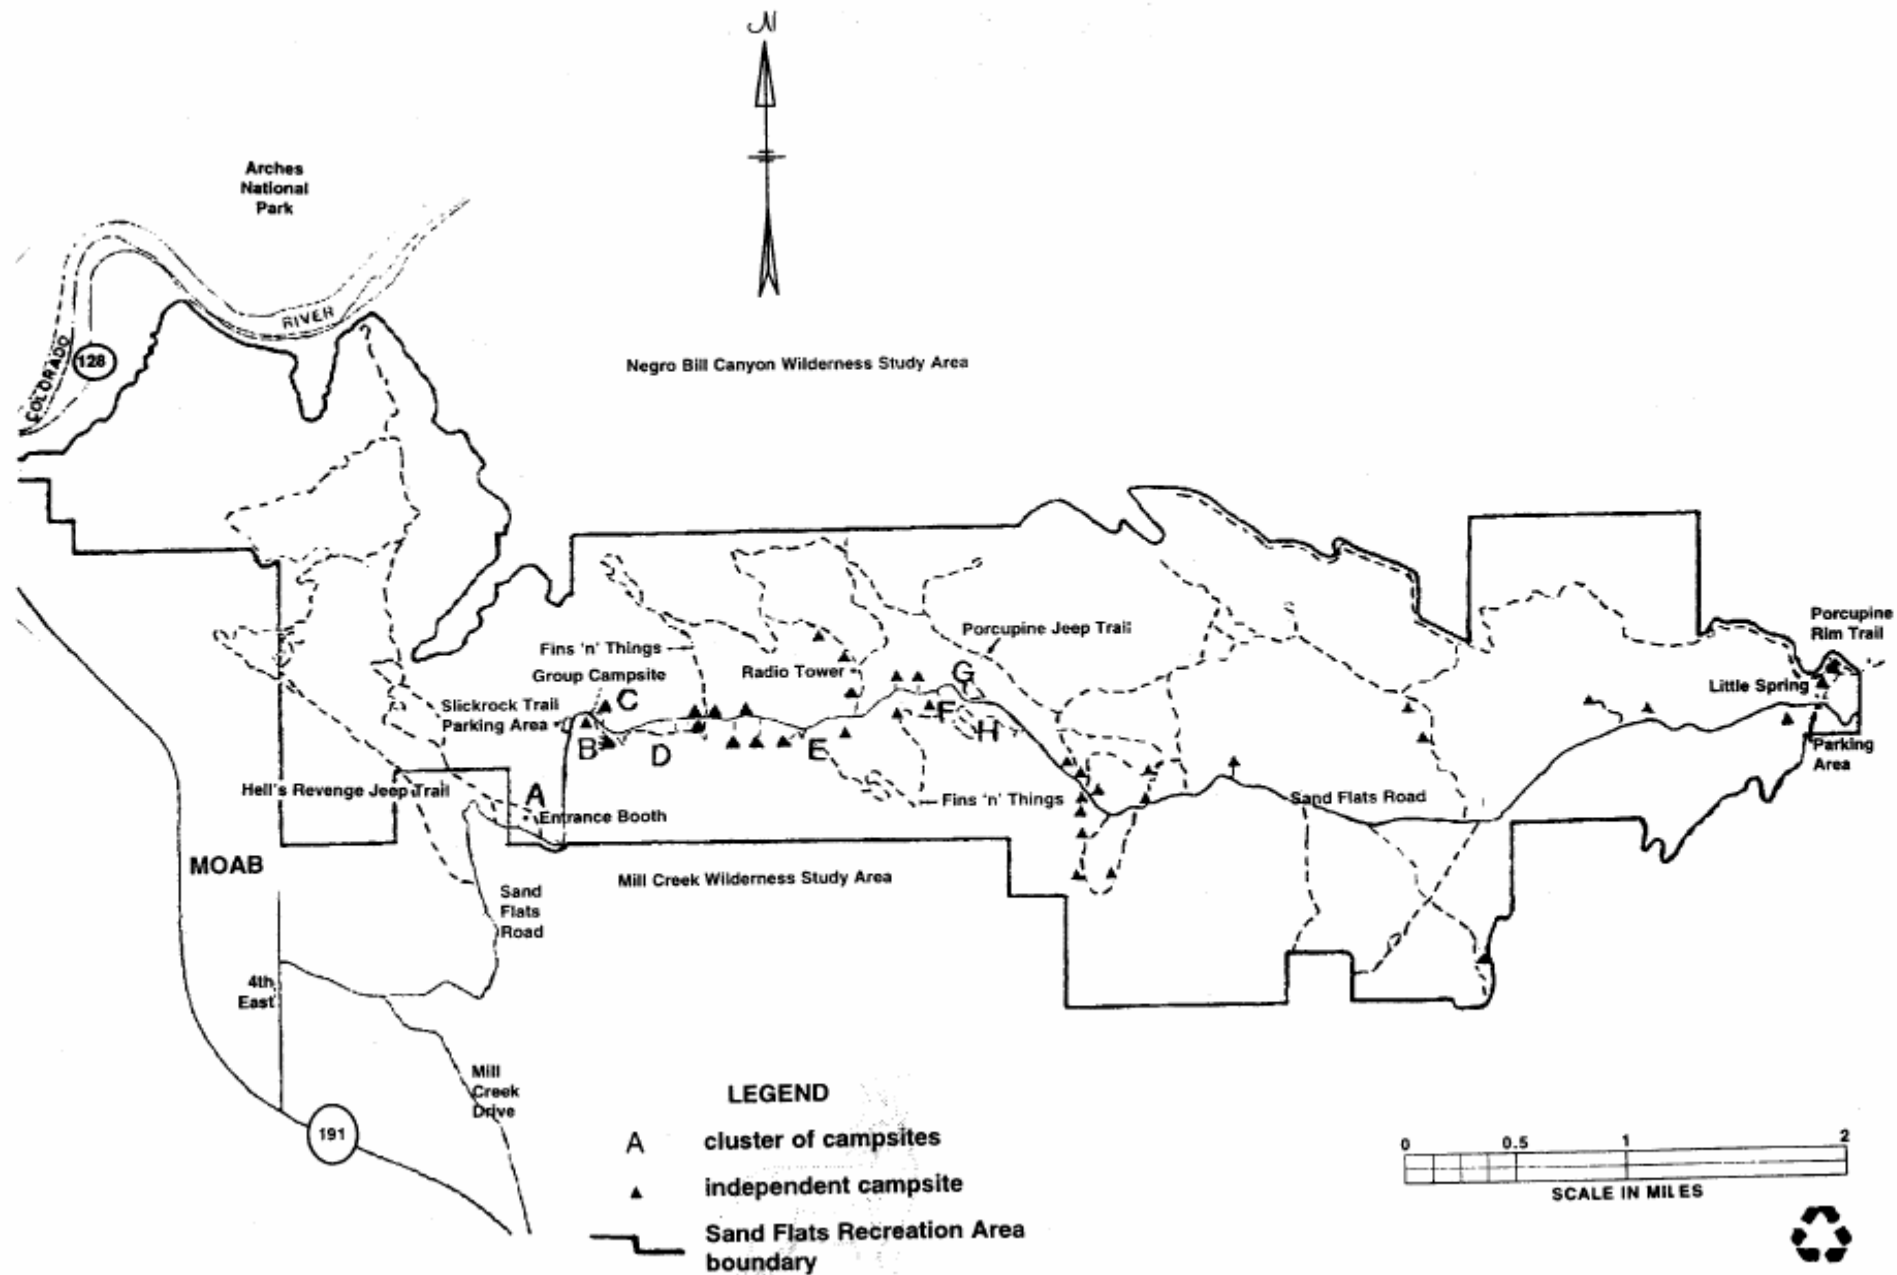 N
Arches
National
Park
RIVER
COLORADO
128
Negro Bill Canyon Wilderness Study Area
Porcupine
Rim Trail
Porcupine Jeep Trail
Fins 'n' Things
Group Campsite
Radio Tower
G
Little Spring
C
Slickrock Trail
Parking Area
F
H
B
D
E
Parking
Area
Hell's Revenge Jeep Trail
A
Fins 'n' Things
Sand Flats Road
Entrance Booth
MOAB
Mill Creek Wilderness Study Area
Sand
Flats
Road
4th
East
Mill
Creek
Drive
191
LEGEND
A cluster of campsites
independent campsite
Sand Flats Recreation Area
boundary
0 0.5 1 2
SCALE IN MILES